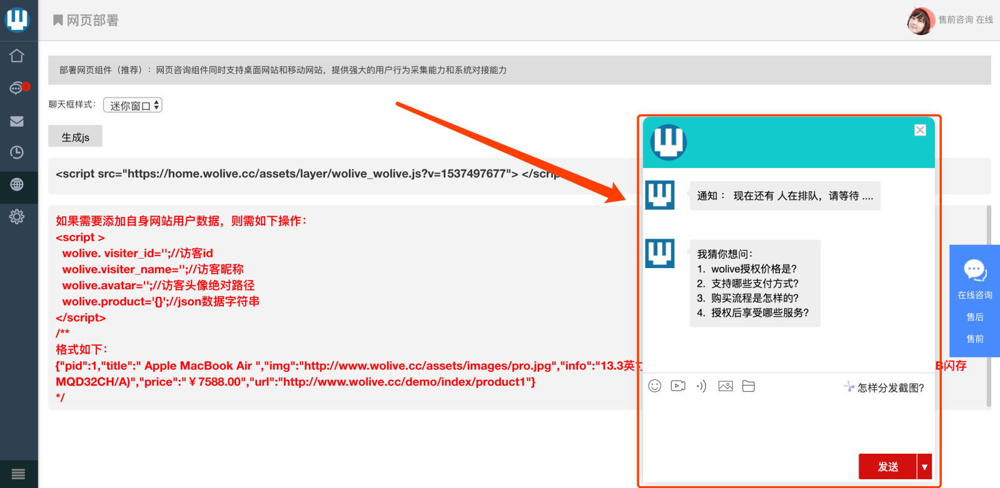 网页部署
售前咨询 在线
部署网页组件（推荐）：网页咨询组件同时支持桌面网站和移动网站，提供强大的用户行为采集能力和系统对接能力
聊天框样式：
迷你窗口
生成js
<script src="https://home.wolive.cc/assets/layer/wolive_wolive.js?v=1537497677"> </scrip
如果需要添加自身网站用户数据，则需如下操作：
<script >
wolive. visiter_id='';//访客id
wolive.visiter_name='';//访客昵称
wolive.avatar='';//访客头像绝对路径
wolive.product='{}';//json数据字符串
</script>
/**
格式如下：
{"pid":1,"title":" Apple MacBook Air ","img":"http://www.wolive.cc/assets/images/pro.jpg","info":"13.3英 B闪存
MQD32CH/A)","price":"￥7588.00","url":"http://www.wolive.cc/demo/index/product1"}
*/
通知： 现在还有 人在排队，请等待 ....
我猜你想问：
1. wolive授权价格是？
2. 支持哪些支付方式？
3. 购买流程是怎样的？
4. 授权后享受哪些服务？
怎样分发截图？
发送
在线咨询
售后
售前